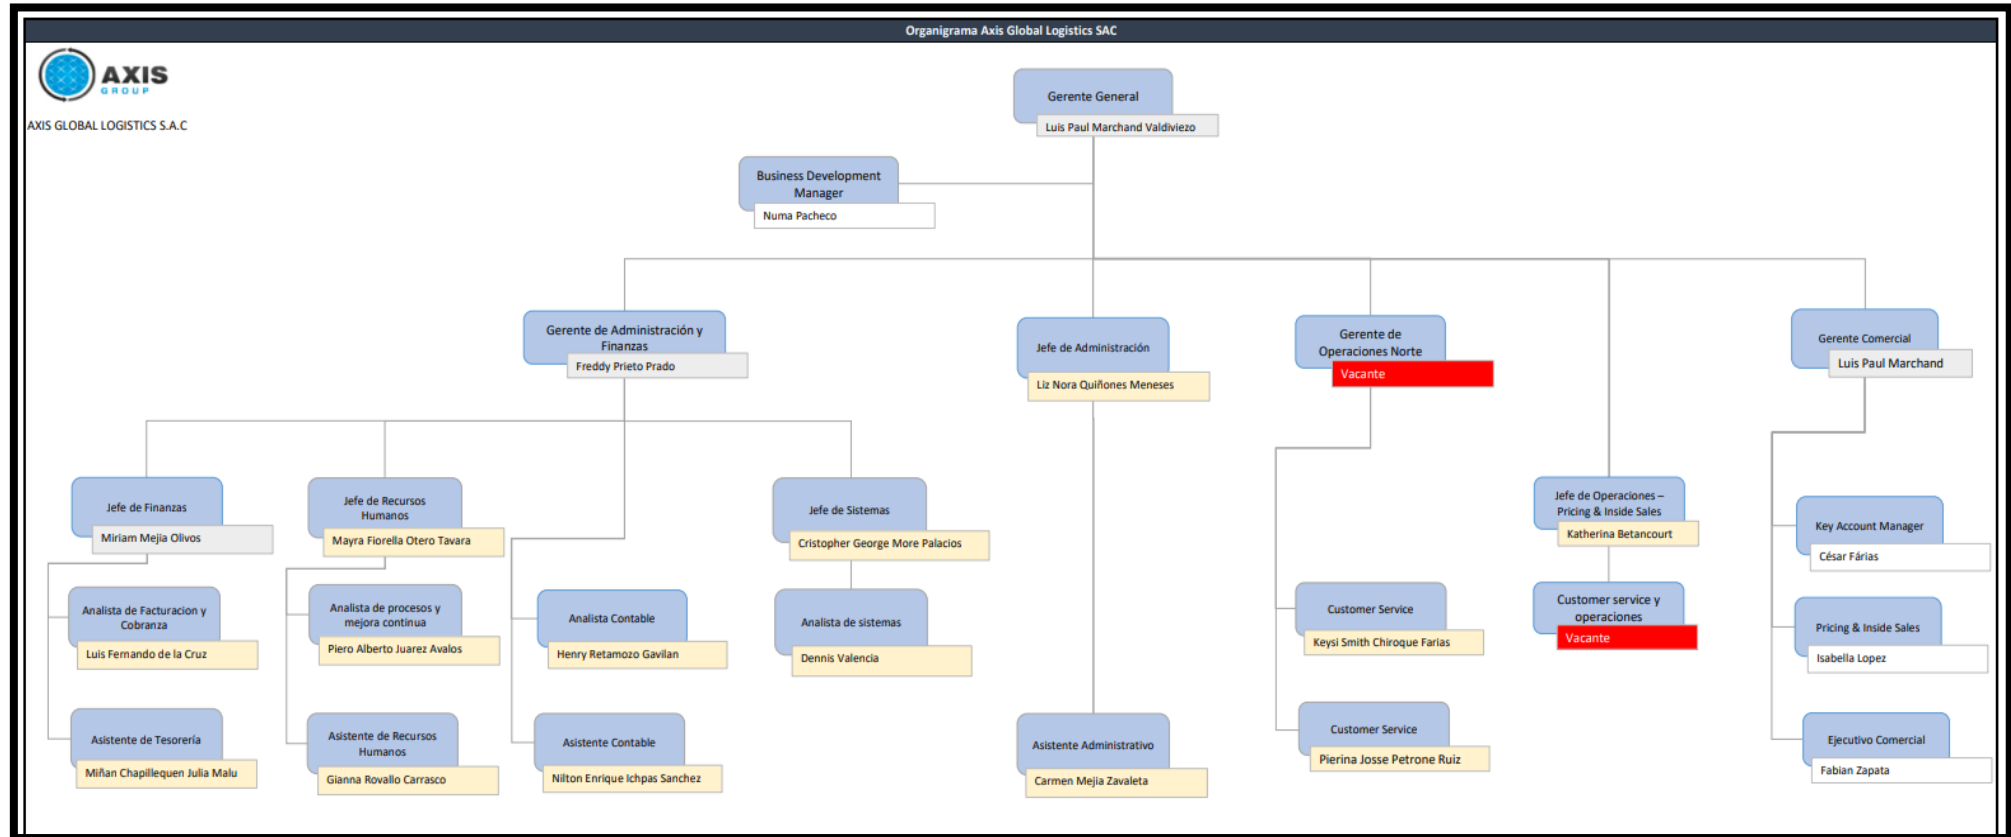 Organigrama Axis Global Logistics SAC
AXIS
GROUP
AXIS GLOBAL LOGISTICS S.A.C
Gerente General
Luis Paul Marchand Valdiviezo
Business Development
Manager
Numa Pacheco
Gerente de Administración y
Finanzas
Freddy Prieto Prado
Jefe de Administración
Liz Nora Quiñones Meneses
Gerente de
Operaciones Norte
Vacante
Gerente Comercial
Luis Paul Marchand
Jefe de Finanzas
Miriam Mejia Olivos
Jefe de Recursos
Humanos
Mayra Fiorella Otero Tavara
Jefe de Sistemas
Cristopher George More Palacios
Jefe de Operaciones –
Pricing & Inside Sales
Katherina Betancourt
Key Account Manager
César Fárias
Analista de Facturacion y
Cobranza
Luis Fernando de la Cruz
Analista de procesos y
mejora continua
Piero Alberto Juarez Avalos
Analista Contable
Henry Retamozo Gavilan
Analista de sistemas
Dennis Valencia
Customer Service
Keysi Smith Chiroque Farias
Customer service y
operaciones
Vacante
Pricing & Inside Sales
Isabella Lopez
Asistente de Tesorería
Miñan Chapillequen Julia Malu
Asistente de Recursos
Humanos
Gianna Rovallo Carrasco
Asistente Contable
Nilton Enrique Ichpas Sanchez
Asistente Administrativo
Carmen Mejia Zavaleta
Customer Service
Pierina Josse Petrone Ruiz
Ejecutivo Comercial
Fabian Zapata